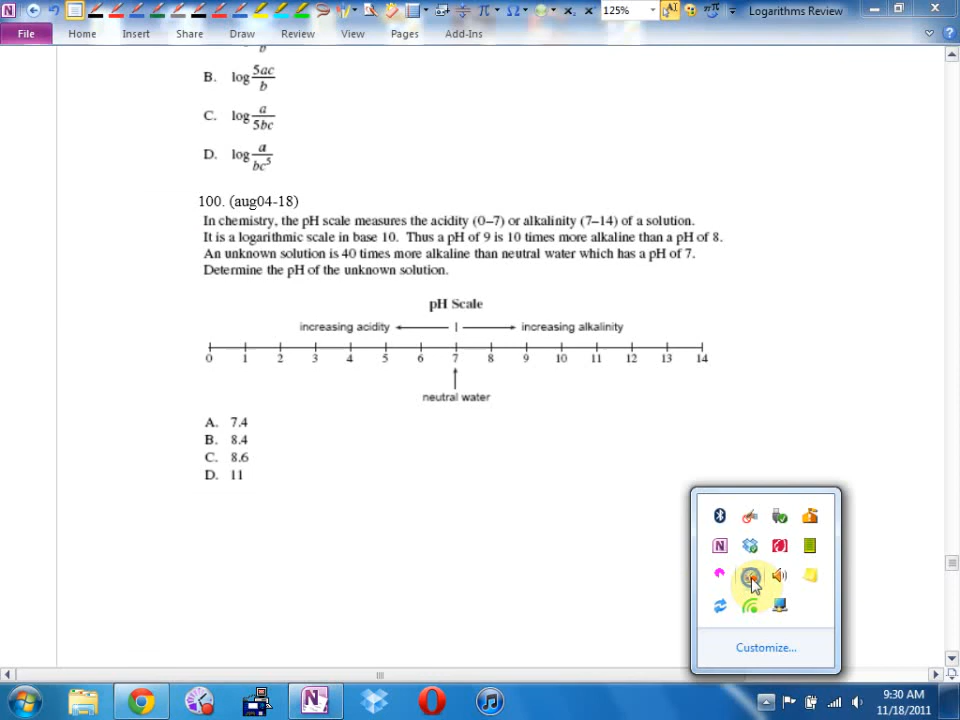 125%
Logarithms Review
File Home Insert Share Draw Review View Pages Add-Ins
b
B. log 5ac
b
C. log a
5bc
D. log a
bc⁵
100. (aug04-18)
In chemistry, the pH scale measures the acidity (0–7) or alkalinity (7–14) of a solution.
It is a logarithmic scale in base 10. Thus a pH of 9 is 10 times more alkaline than a pH of 8.
An unknown solution is 40 times more alkaline than neutral water which has a pH of 7.
Determine the pH of the unknown solution.
pH Scale
increasing acidity increasing alkalinity
0 1 2 3 4 5 6 7 8 9 10 11 12 13 14
neutral water
A. 7.4
B. 8.4
C. 8.6
D. 11
Customize...
9:30 AM
11/18/2011